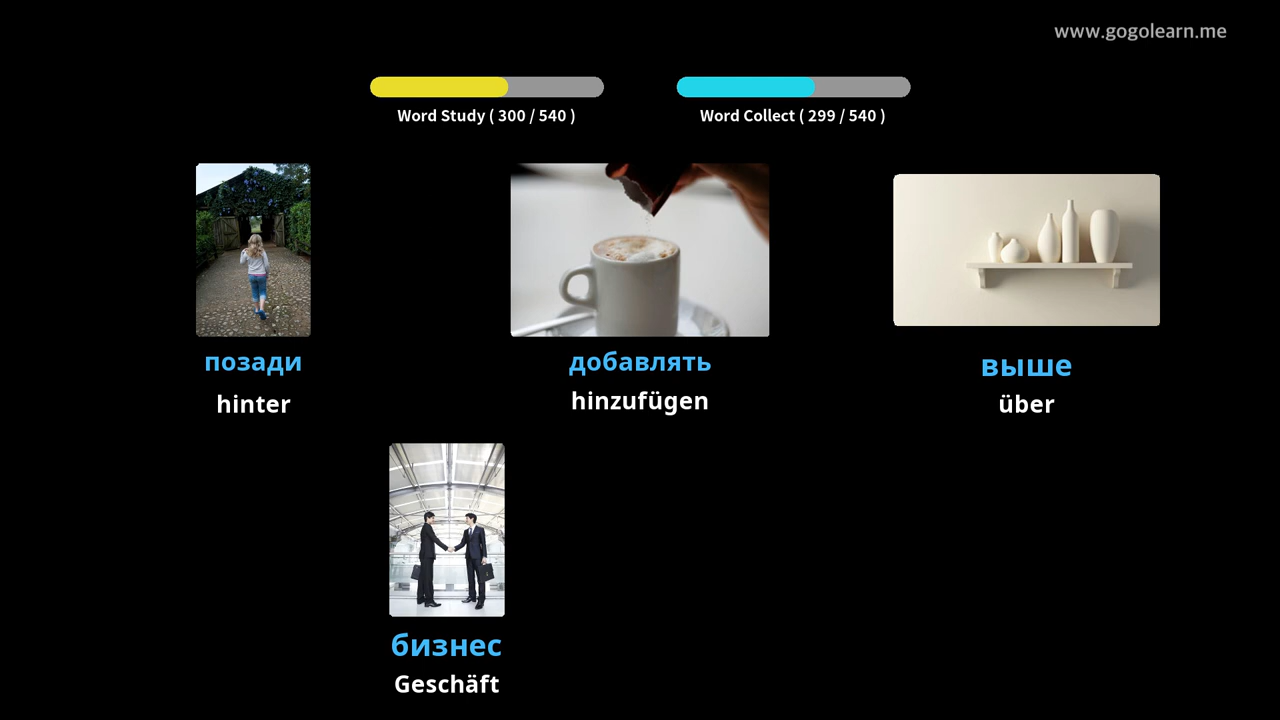 www.gogolearn.me
Word Study ( 300 / 540 )
Word Collect ( 299 / 540 )
позади
hinter
добавлять
hinzufügen
выше
über
бизнес
Geschäft